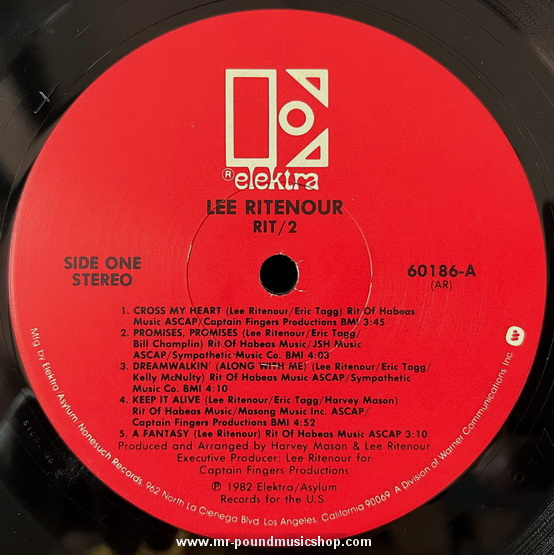 ® elektra
LEE RITENOUR
RIT/2
SIDE ONE
STEREO
60186-A
(AR)
1. CROSS MY HEART (Lee Ritenour/Eric Tagg) Rit Of Habeas
Music ASCAP/Captain Fingers Productions BMI 3:45
2. PROMISES, PROMISES (Lee Ritenour/Eric Tagg/
Bill Champlin) Rit Of Habeas Music/JSH Music
ASCAP/Sympathetic Music Co. BMI 4:03
3. DREAMWALKIN' (ALONG WITH ME) (Lee Ritenour/Eric Tagg/
Kelly McNulty) Rit Of Habeas Music ASCAP/Sympathetic
Music Co. BMI 4:10
4. KEEP IT ALIVE (Lee Ritenour/Eric Tagg/Harvey Mason)
Rit Of Habeas Music/Masong Music Inc. ASCAP/
Captain Fingers Productions BMI 4:52
5. A FANTASY (Lee Ritenour) Rit Of Habeas Music ASCAP 3:10
Produced and Arranged by Harvey Mason & Lee Ritenour
Executive Producer: Lee Ritenour for
Captain Fingers Productions
℗ 1982 Elektra/Asylum
Records for the U.S.
Mfg by Elektra/Asylum/Nonesuch Records, 962 North La Cienega Blvd. Los Angeles, California 90069. A Division of Warner Communications Inc.
www.mr-poundmusicshop.com